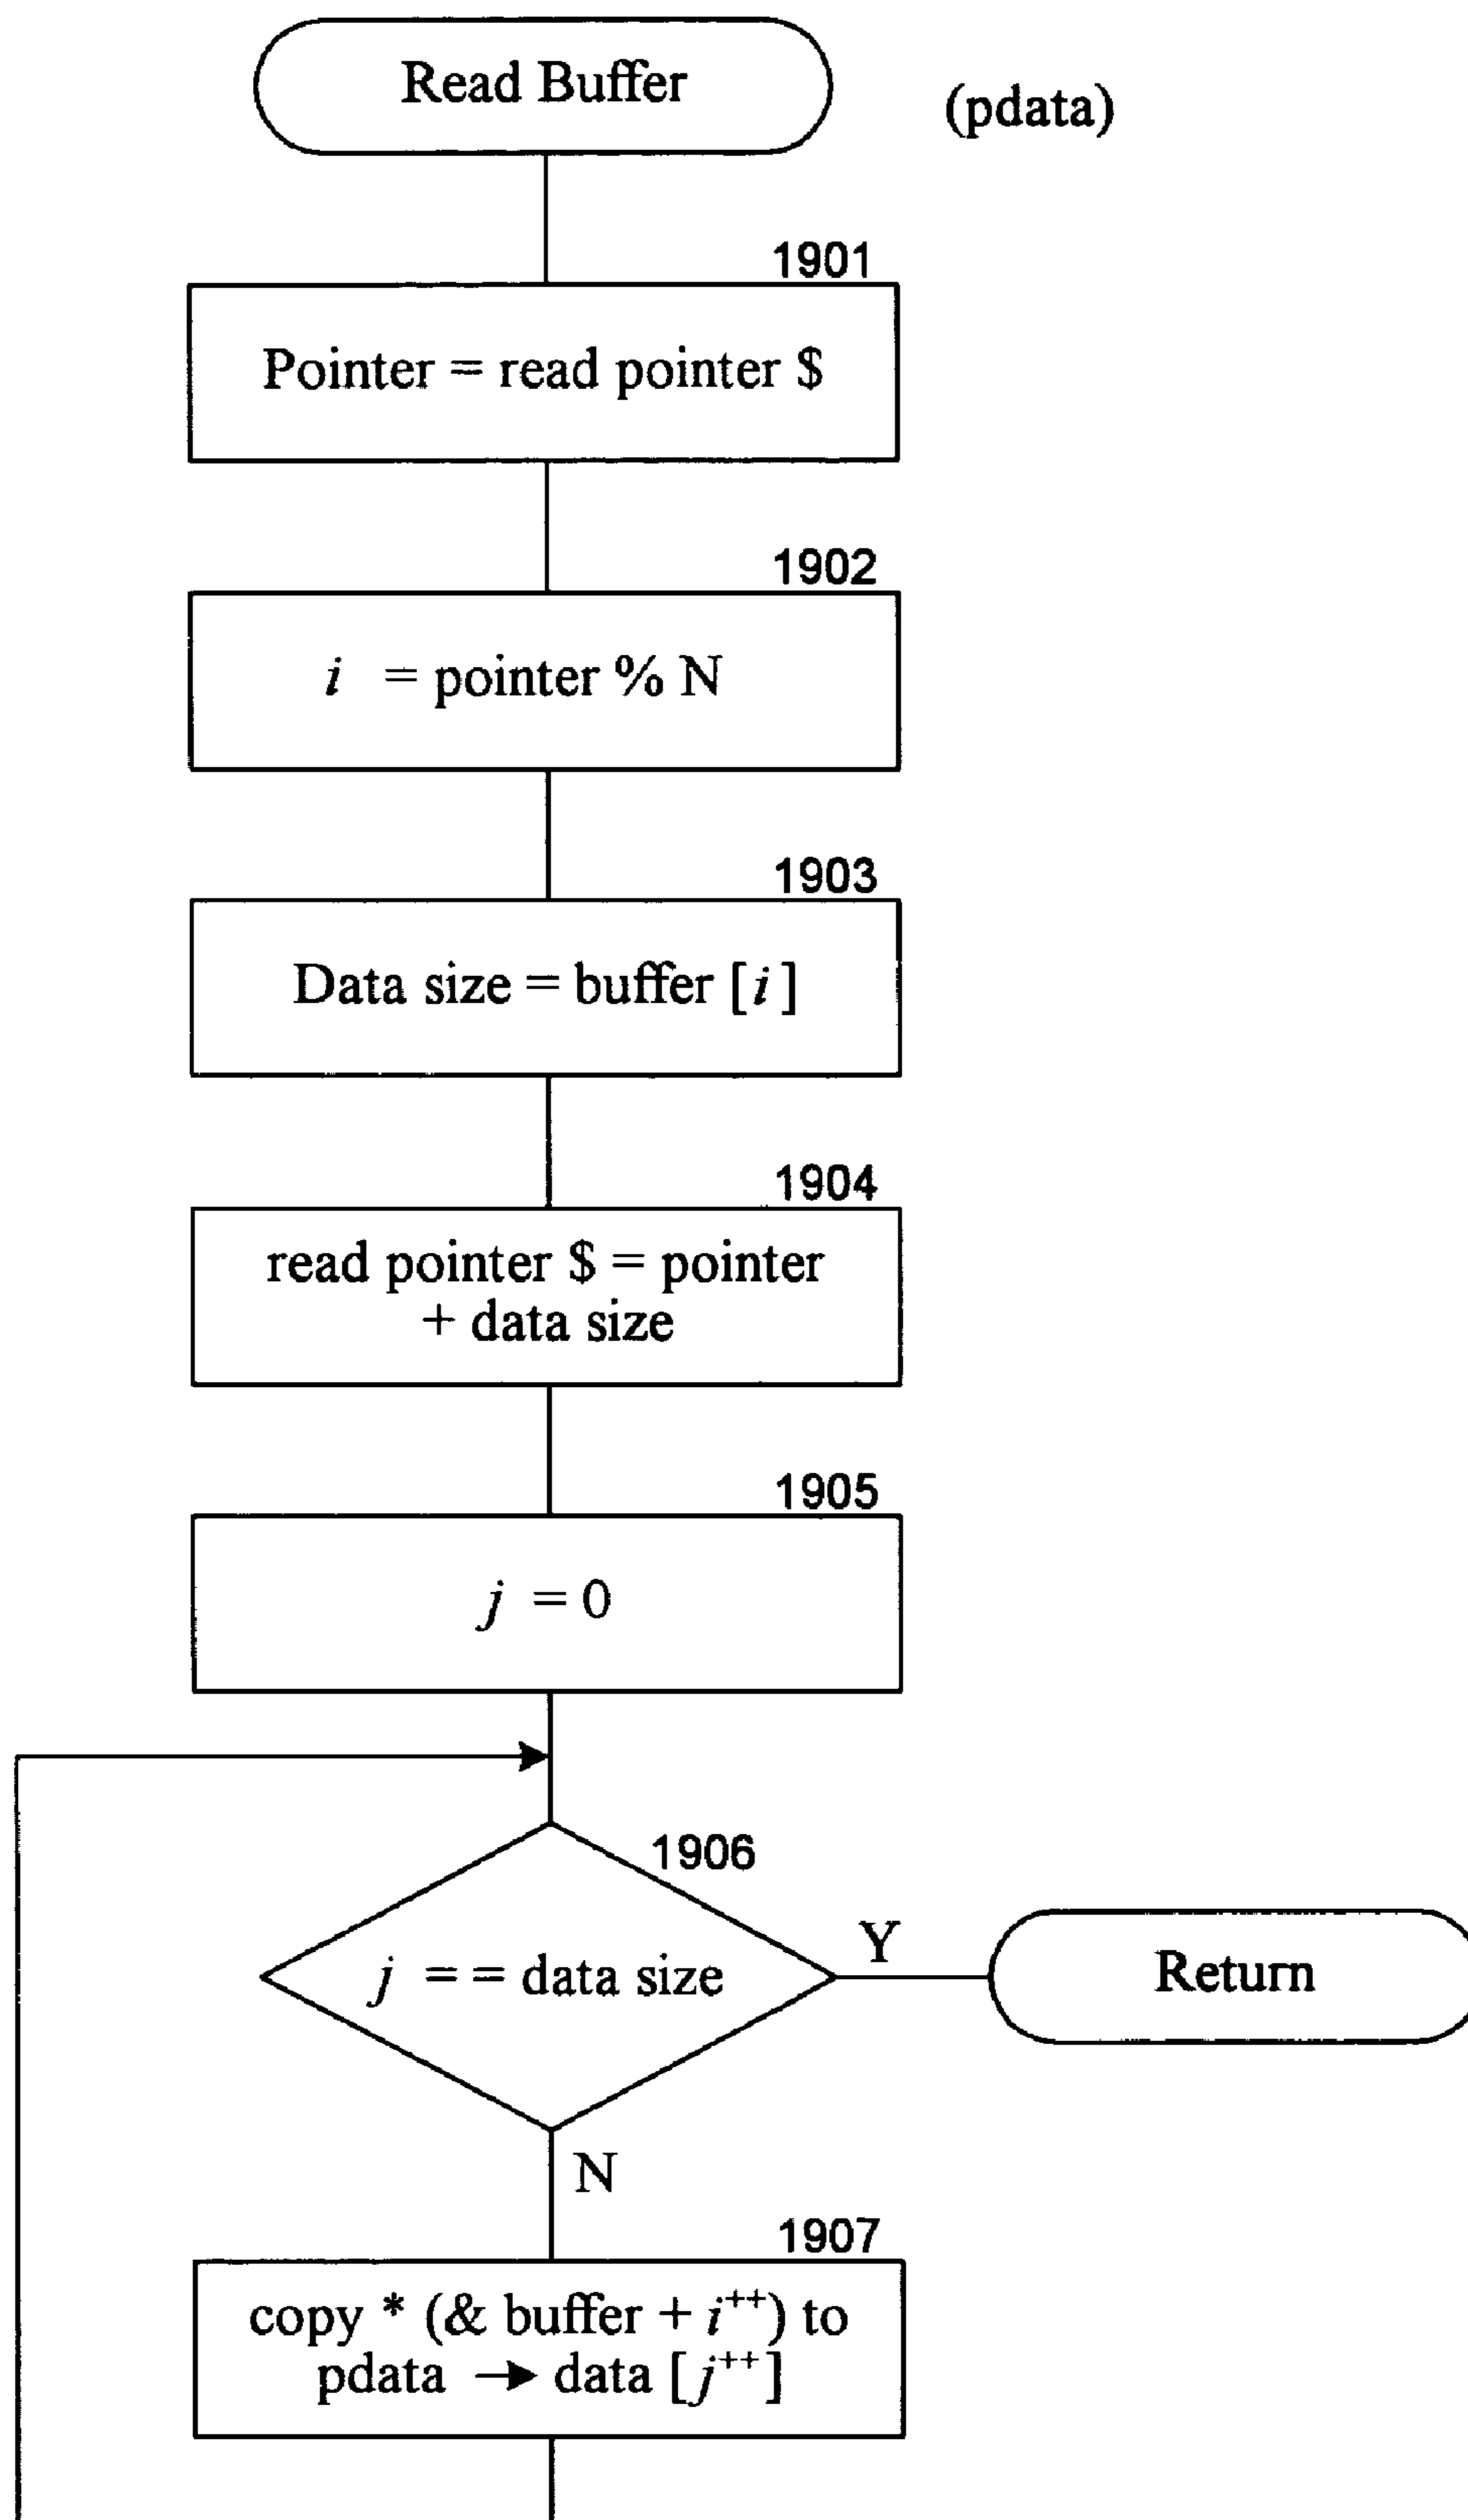 Read Buffer
(pdata)
1901
Pointer = read pointer $
1902
i = pointer % N
1903
Data size = buffer [i]
1904
read pointer $ = pointer
+ data size
1905
j = 0
1906
j = = data size
Y
Return
N
1907
copy * (& buffer + i++) to
pdata → data [j++]